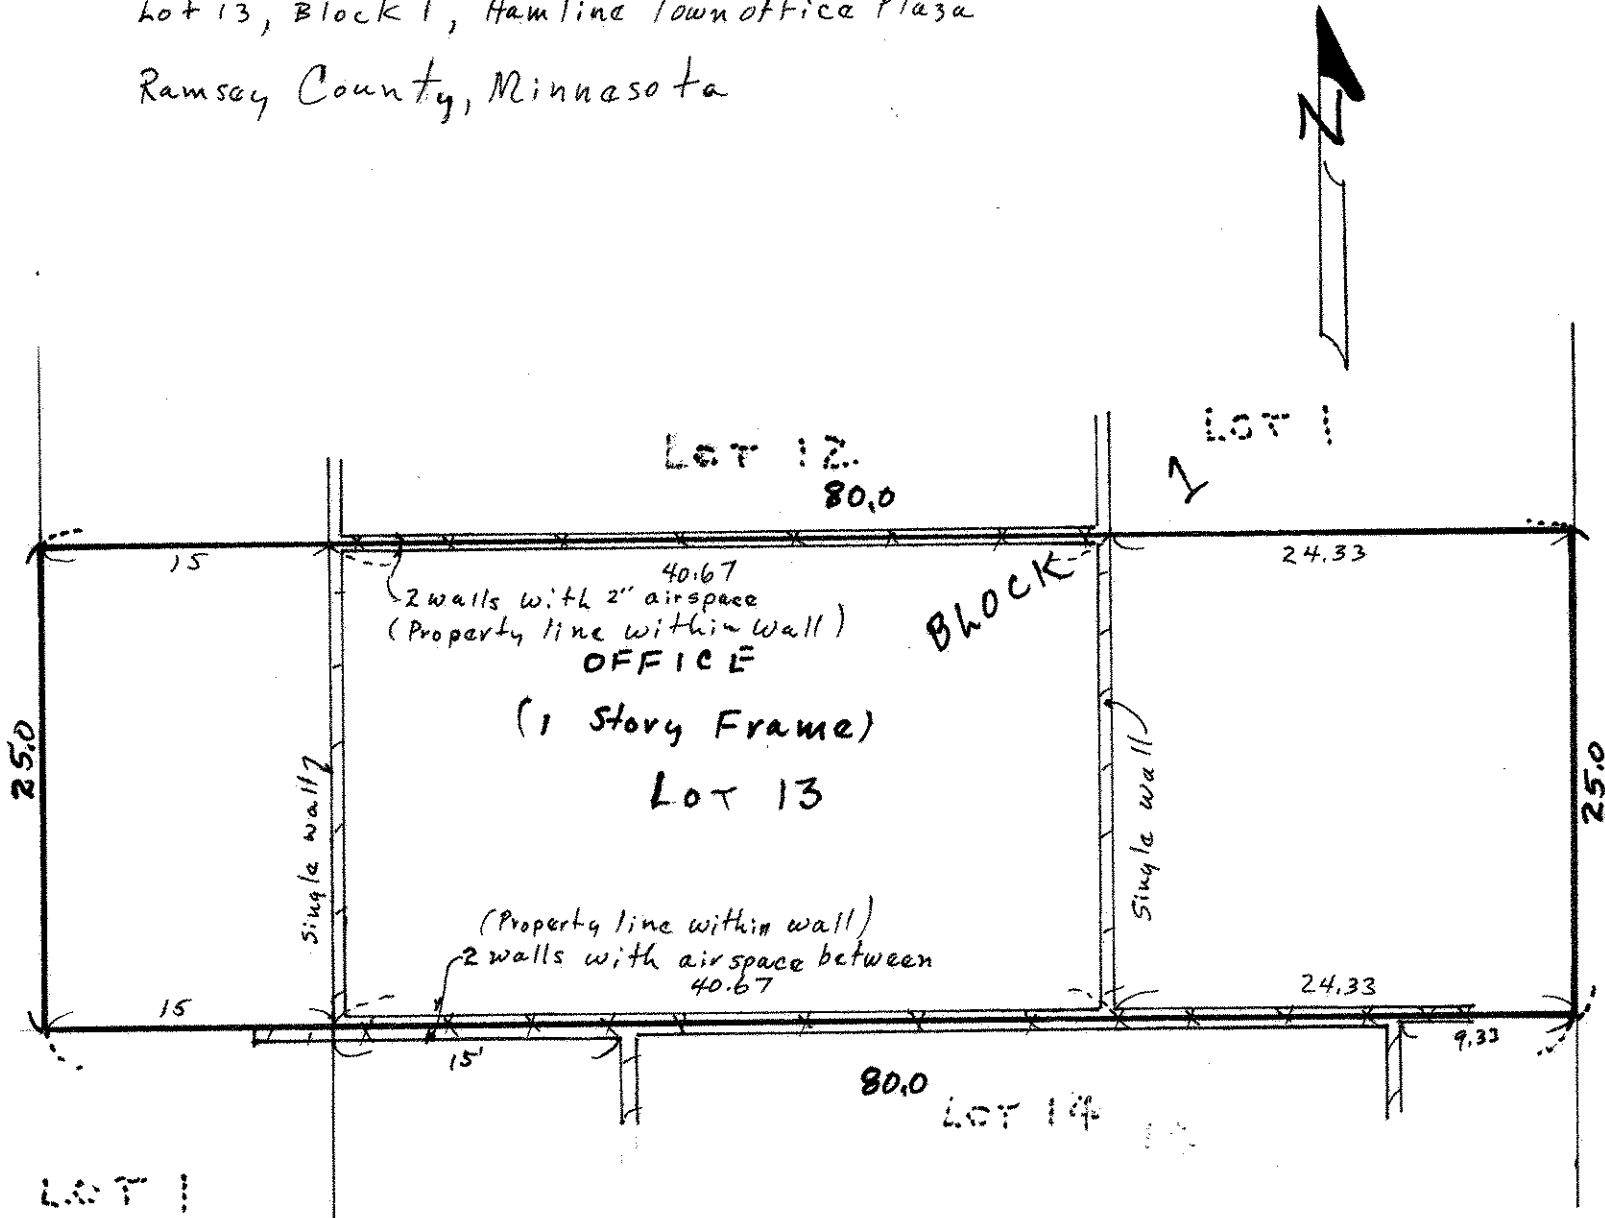 Lot 13, Block 1, Hamline Townoffice Plaza
Ramsey County, Minnesota
N
LOT 1
LOT 12
1
80.0
15
40.67
24.33
2 walls with 2" airspace
(Property line within Wall)
BLOCK
OFFICE
(1 Story Frame)
LOT 13
25.0
25.0
Single wall
Single wall
(Property line within wall)
2 walls with airspace between
40.67
15
24.33
15'
9.33
80.0
LOT 14
LOT 1